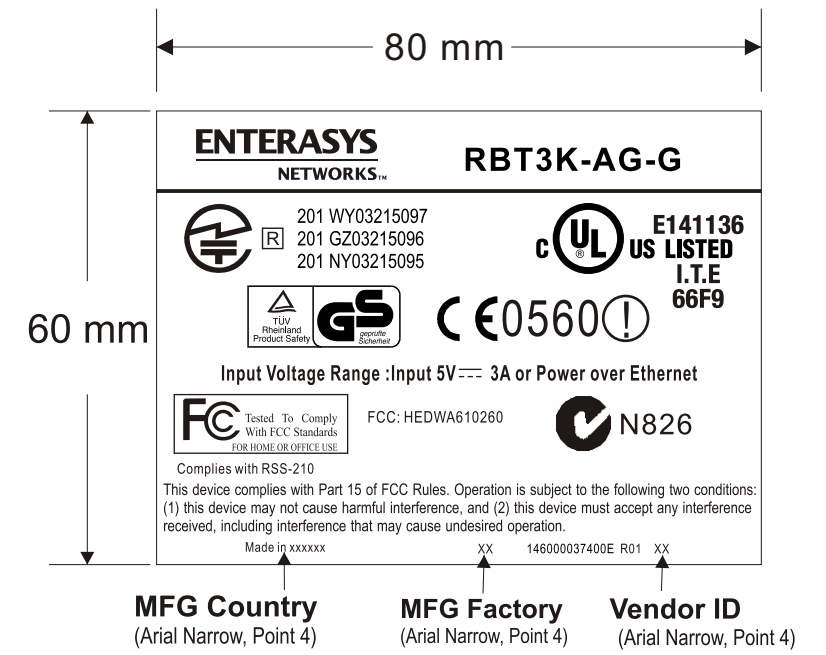 80 mm
60 mm
ENTERASYS
NETWORKS™
RBT3K-AG-G
R
201 WY03215097
201 GZ03215096
201 NY03215095
C UL® US LISTED
E141136
I.T.E
66F9
TÜV
Rheinland
Product Safety
GS
geprüfte
Sicherheit
CE0560!
Input Voltage Range :Input 5V 3A or Power over Ethernet
FC Tested To Comply
With FCC Standards
FOR HOME OR OFFICE USE
FCC: HEDWA610260
N826
Complies with RSS-210
This device complies with Part 15 of FCC Rules. Operation is subject to the following two conditions:
(1) this device may not cause harmful interference, and (2) this device must accept any interference
received, including interference that may cause undesired operation.
Made in xxxxxx XX 146000037400E R01 XX
MFG Country
(Arial Narrow, Point 4)
MFG Factory
(Arial Narrow, Point 4)
Vendor ID
(Arial Narrow, Point 4)